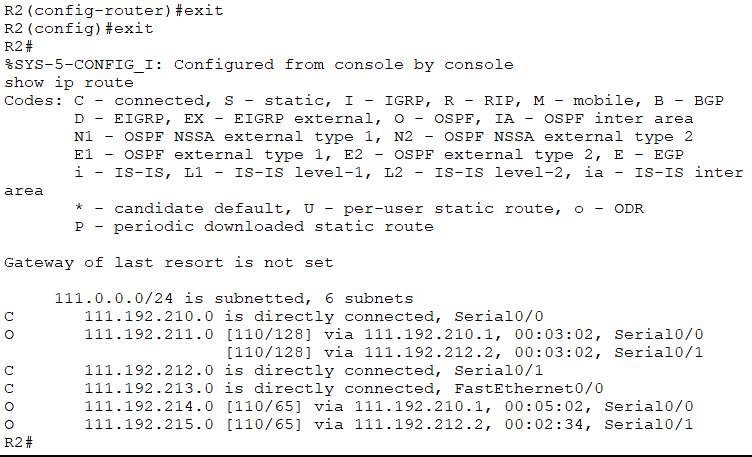 R2(config-router)#exit
R2(config)#exit
R2#
%SYS-5-CONFIG_I: Configured from console by console
show ip route
Codes: C - connected, S - static, I - IGRP, R - RIP, M - mobile, B - BGP
       D - EIGRP, EX - EIGRP external, O - OSPF, IA - OSPF inter area
       N1 - OSPF NSSA external type 1, N2 - OSPF NSSA external type 2
       E1 - OSPF external type 1, E2 - OSPF external type 2, E - EGP
       i - IS-IS, L1 - IS-IS level-1, L2 - IS-IS level-2, ia - IS-IS inter
area
       * - candidate default, U - per-user static route, o - ODR
       P - periodic downloaded static route

Gateway of last resort is not set

     111.0.0.0/24 is subnetted, 6 subnets
C       111.192.210.0 is directly connected, Serial0/0
O       111.192.211.0 [110/128] via 111.192.210.1, 00:03:02, Serial0/0
                      [110/128] via 111.192.212.2, 00:03:02, Serial0/1
C       111.192.212.0 is directly connected, Serial0/1
C       111.192.213.0 is directly connected, FastEthernet0/0
O       111.192.214.0 [110/65] via 111.192.210.1, 00:05:02, Serial0/0
O       111.192.215.0 [110/65] via 111.192.212.2, 00:02:34, Serial0/1
R2#